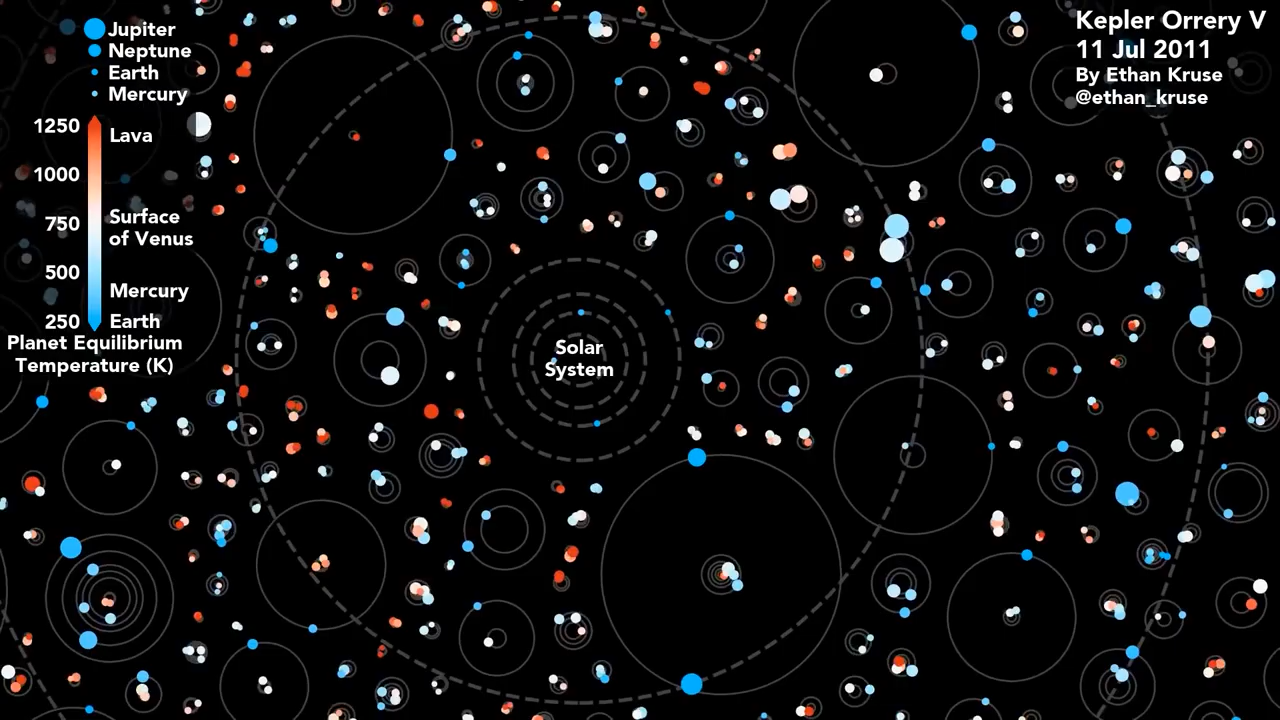 Jupiter
Neptune
Earth
Mercury
1250
Lava
1000
750
Surface
of Venus
500
Mercury
250
Earth
Planet Equilibrium
Temperature (K)
Solar
System
Kepler Orrery V
11 Jul 2011
By Ethan Kruse
@ethan_kruse